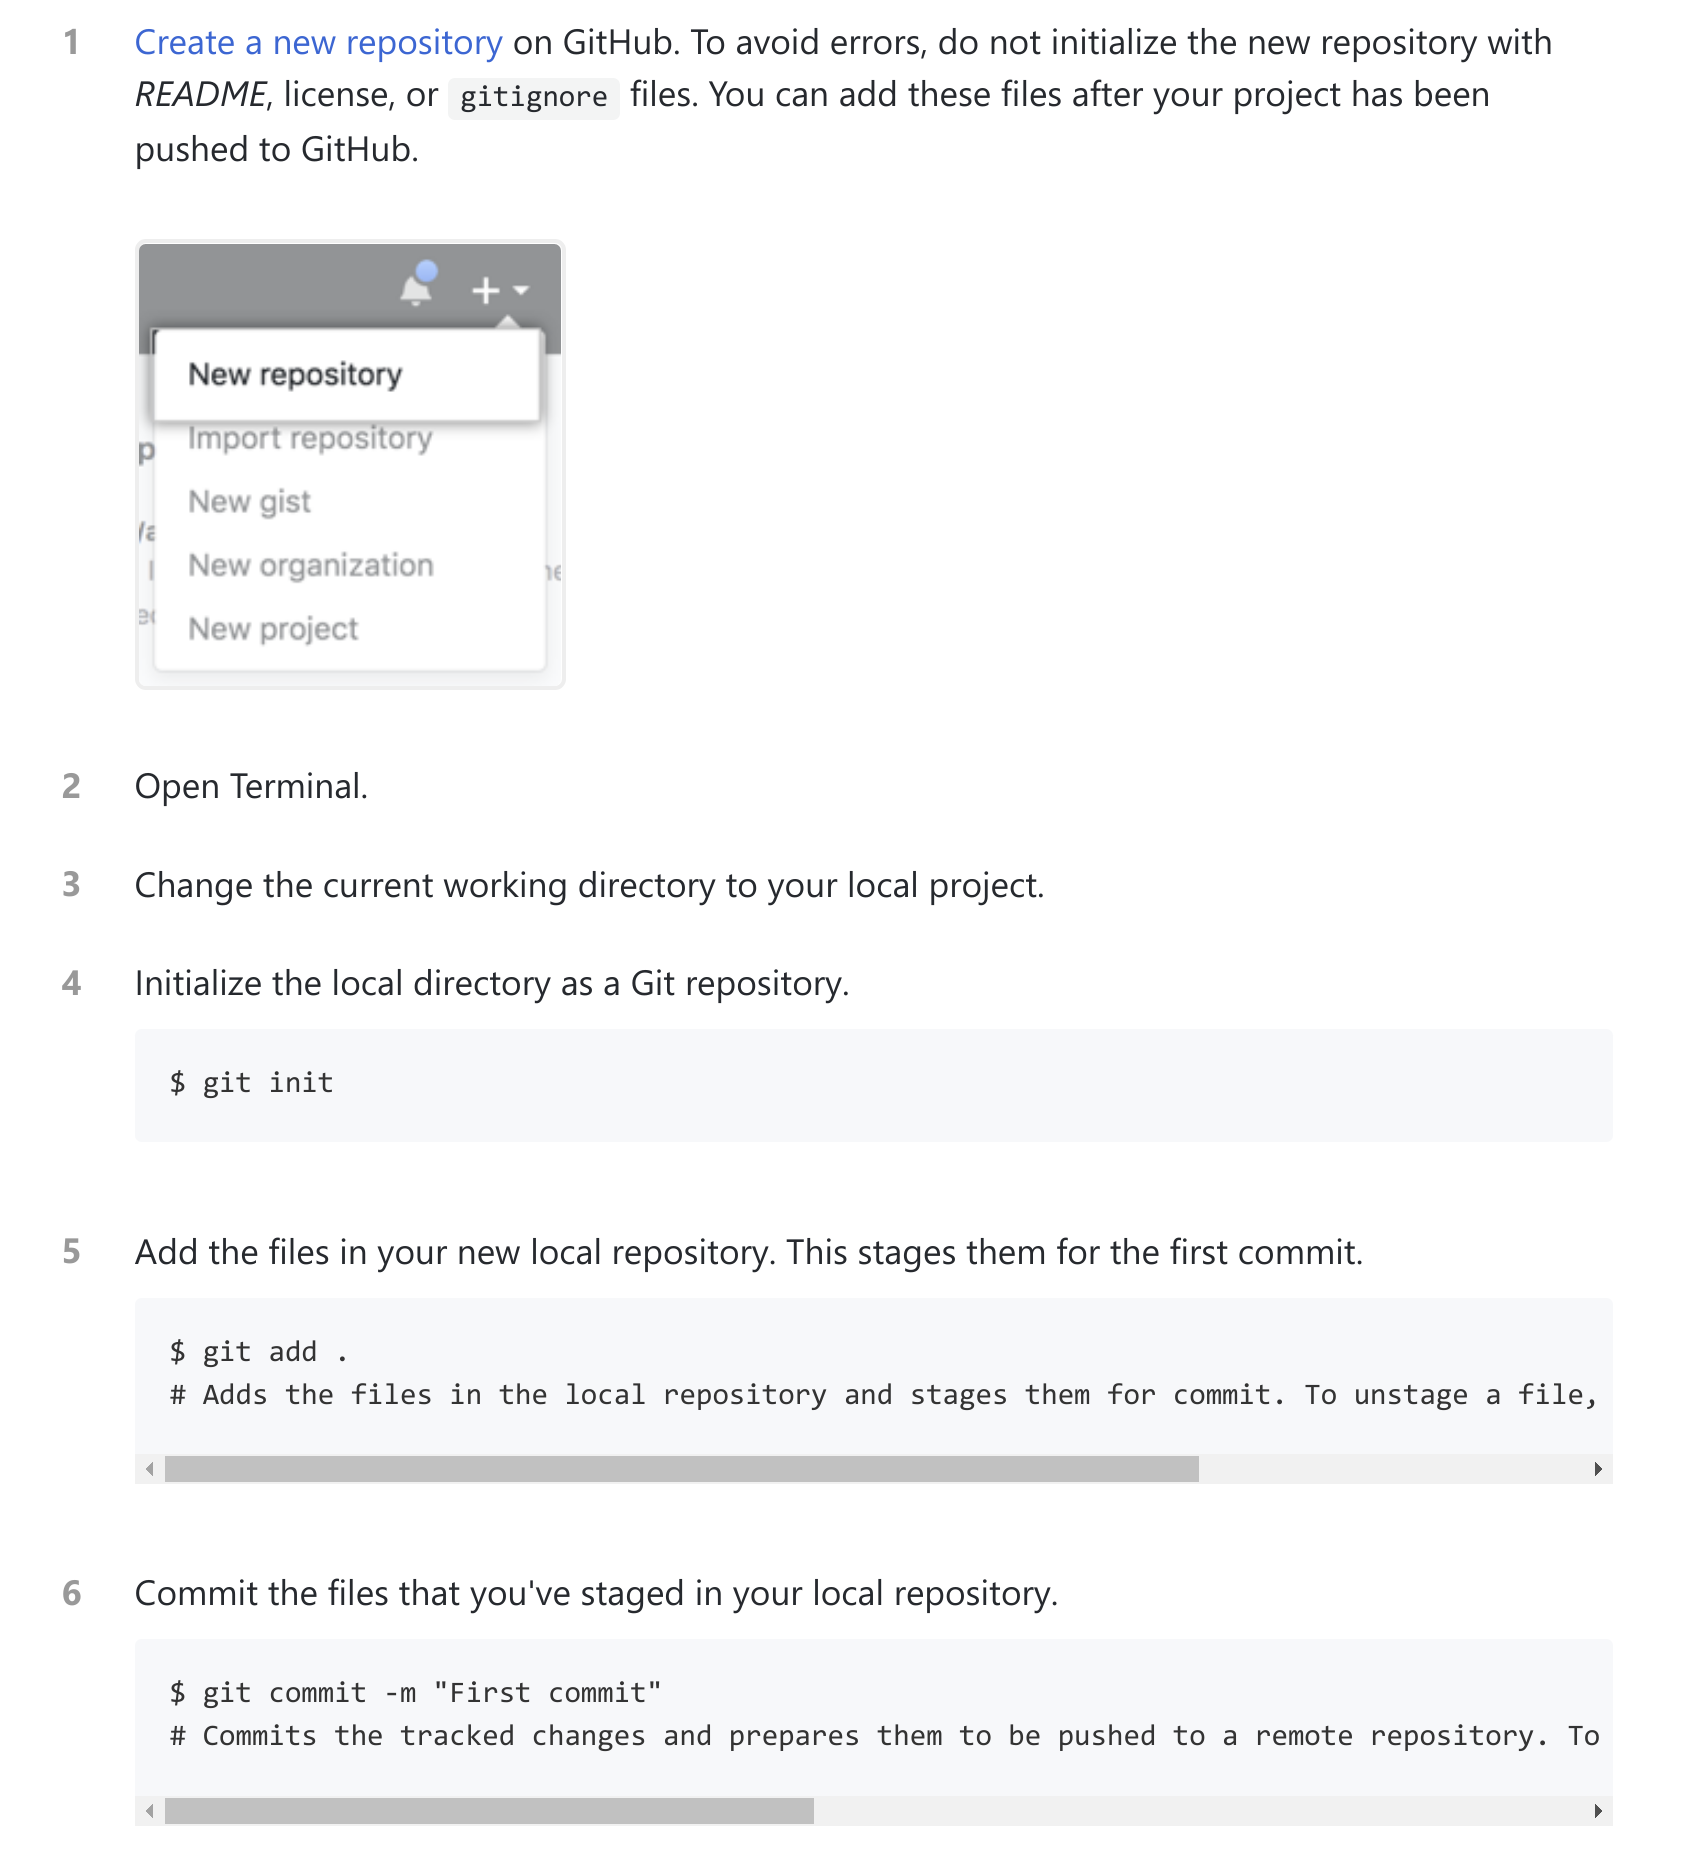 1 Create a new repository on GitHub. To avoid errors, do not initialize the new repository with
README, license, or gitignore files. You can add these files after your project has been
pushed to GitHub.
New repository
Import repository
New gist
New organization
New project
2 Open Terminal.
3 Change the current working directory to your local project.
4 Initialize the local directory as a Git repository.
$ git init
5 Add the files in your new local repository. This stages them for the first commit.
$ git add .
# Adds the files in the local repository and stages them for commit. To unstage a file,
6 Commit the files that you've staged in your local repository.
$ git commit -m "First commit"
# Commits the tracked changes and prepares them to be pushed to a remote repository. To